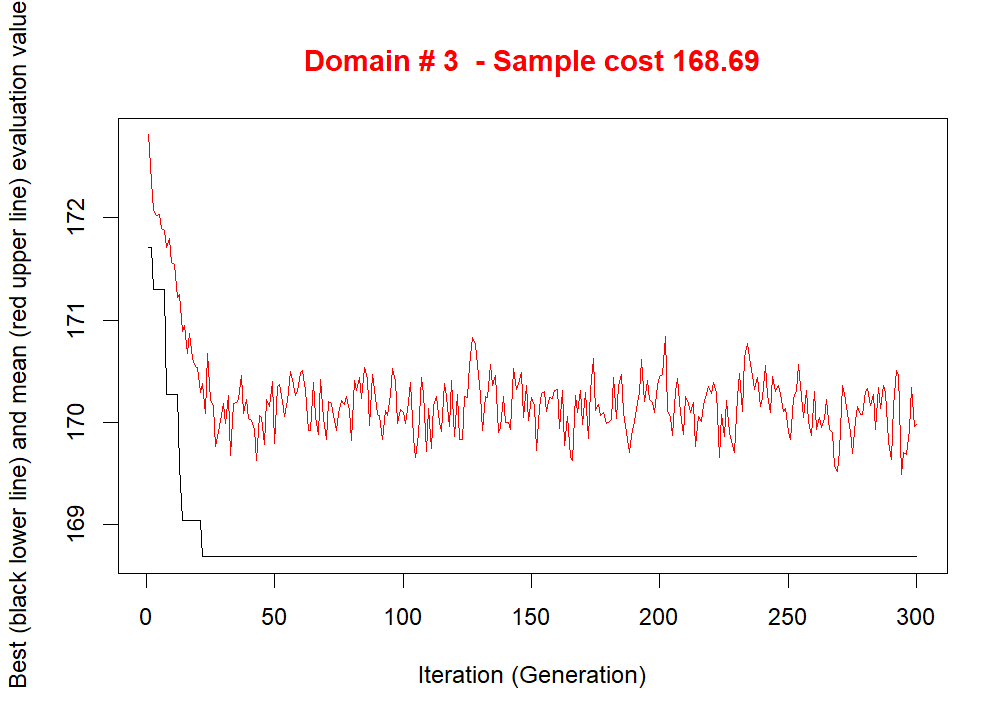 Domain # 3  - Sample cost 168.69
Best (black lower line) and mean (red upper line) evaluation value
172
171
170
169
0 50 100 150 200 250 300
Iteration (Generation)